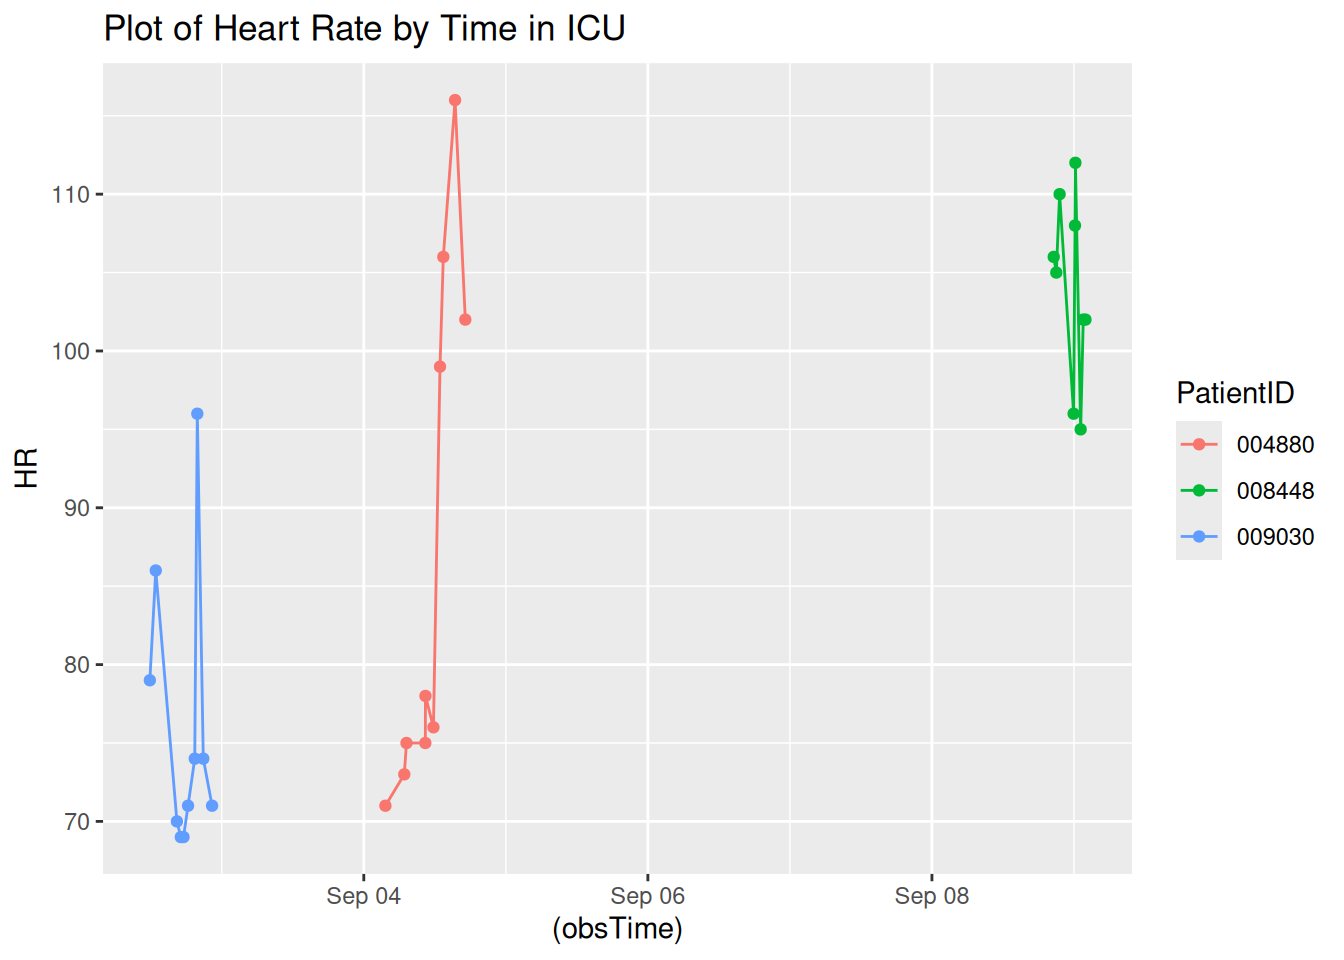 Plot of Heart Rate by Time in ICU
HR
110
100
90
80
70
Sep 04
Sep 06
Sep 08
(obsTime)
PatientID
004880
008448
009030